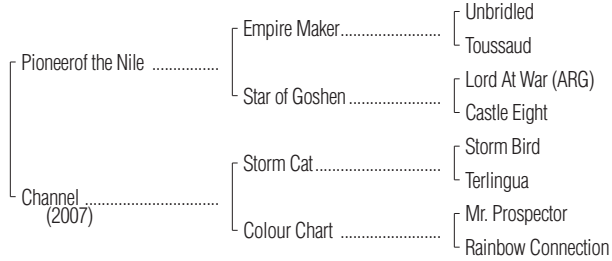 Unbridled
Empire Maker....................
Toussaud
Pioneerof the Nile ................
Lord At War (ARG)
Star of Goshen ...................
Castle Eight
Storm Bird
Storm Cat.........................
Terlingua
Channel ................................
(2007)
Mr. Prospector
Colour Chart ....................
Rainbow Connection